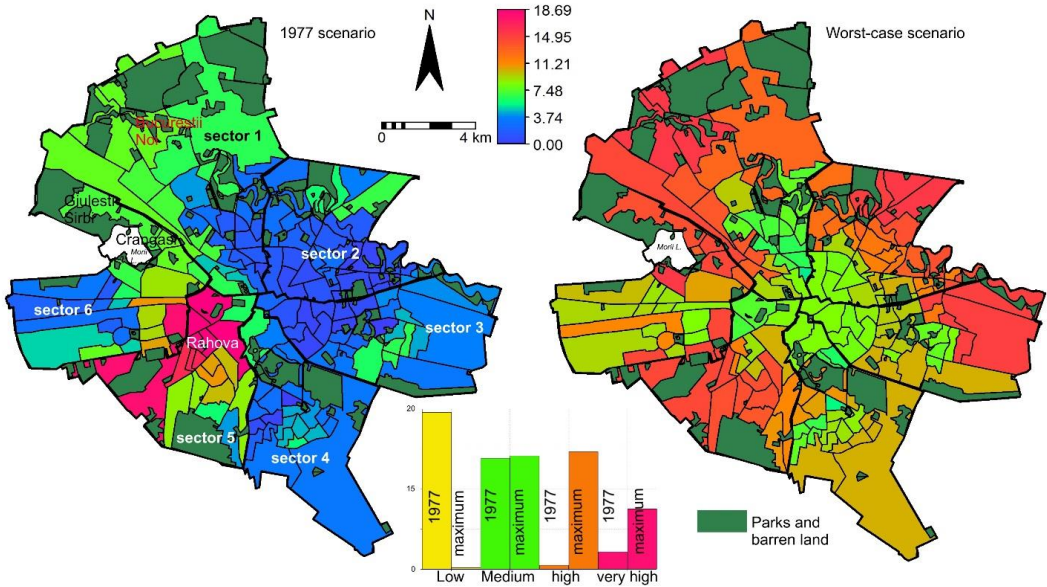 1977 scenario
N
18.69
14.95
11.21
7.48
3.74
0.00
Worst-case scenario
0 4 km
Bucurestii
Noi
sector 1
Giulesti
Sirbi
Crangasi
Morii
L.
Morii L.
sector 2
sector 6
sector 3
Rahova
sector 5
sector 4
20
15
0
1977
maximum
1977
maximum
1977
maximum
1977
maximum
Low Medium high very high
Parks and
barren land